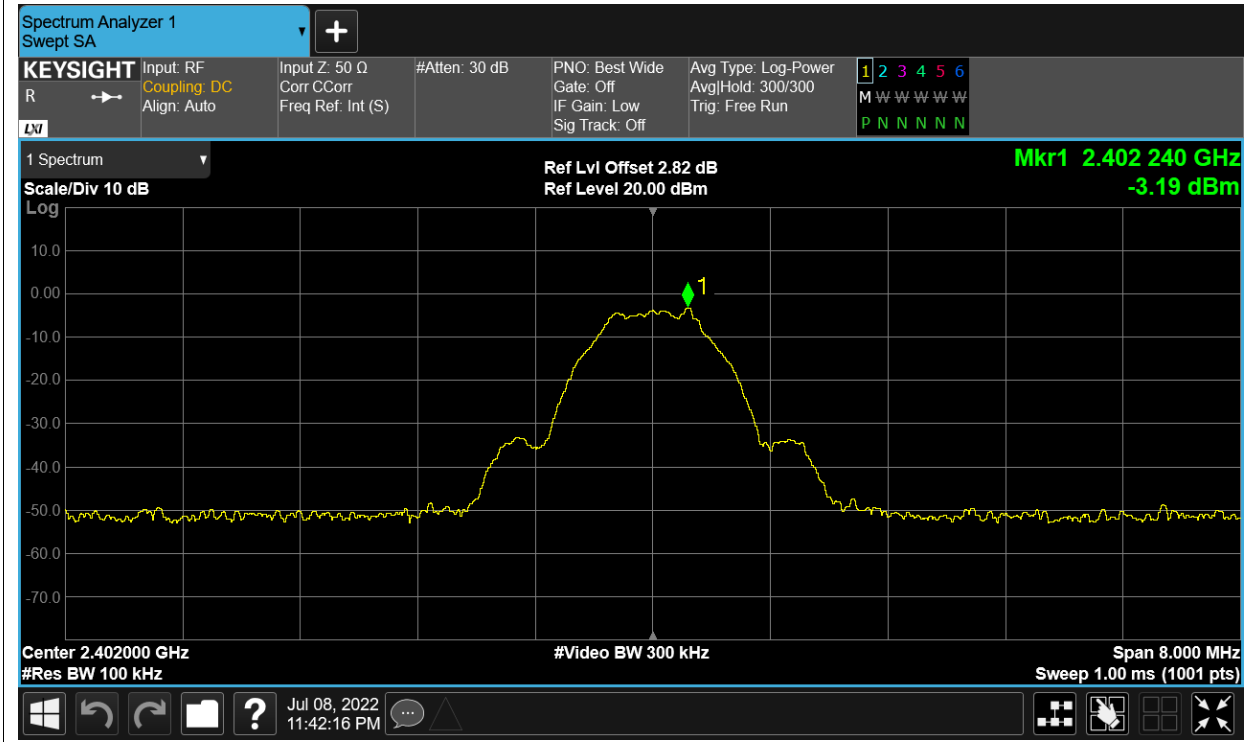 Spectrum Analyzer 1
Swept SA
KEYSIGHT
R
LXI
Input: RF
Coupling: DC
Align: Auto
Input Z: 50 Ω
Corr CCorr
Freq Ref: Int (S)
#Atten: 30 dB
PNO: Best Wide
Gate: Off
IF Gain: Low
Sig Track: Off
Avg Type: Log-Power
Avg|Hold: 300/300
Trig: Free Run
1 2 3 4 5 6
M W W W W W
P N N N N N
1 Spectrum
Scale/Div 10 dB
Log
Ref Lvl Offset 2.82 dB
Ref Level 20.00 dBm
Mkr1 2.402 240 GHz
-3.19 dBm
1
10.0
0.00
-10.0
-20.0
-30.0
-40.0
-50.0
-60.0
-70.0
Center 2.402000 GHz
#Res BW 100 kHz
#Video BW 300 kHz
Span 8.000 MHz
Sweep 1.00 ms (1001 pts)
?
Jul 08, 2022
11:42:16 PM